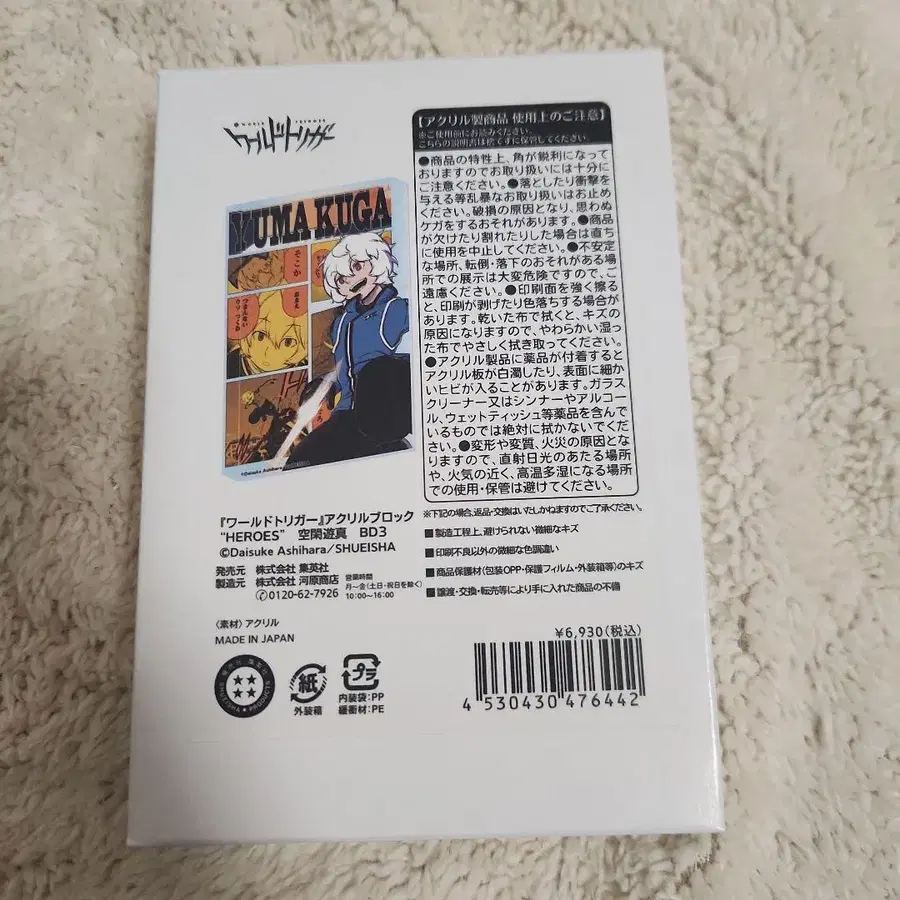 WORLD TRIGGER
ワールドトリガー
YUMA KUGA
そこか
おまえ
つまんない
ウソ つくね
©Daisuke Ashihara/SHUEISHA
『ワールドトリガー』アクリルブロック
“HEROES” 空閑遊真 BD3
©Daisuke Ashihara/SHUEISHA
発売元 株式会社 集英社
製造元 株式会社 河原商店
✆0120-62-7926
営業時間
月～金(土日・祝日を除く)
10:00～16:00
〈素材〉アクリル
MADE IN JAPAN
紙
外装箱
プラ
内装袋:PP
緩衝材:PE
【アクリル製商品 使用上のご注意】
※ご使用前にお読みください。
こちらの説明書は捨てずに保管してください。
●商品の特性上、角が鋭利になって
おりますのでお取り扱いには十分に
ご注意ください。●落としたり衝撃を
与える等乱暴なお取り扱いはお止め
ください。破損の原因となり、思わぬ
ケガをするおそれがあります。●商品
が欠けたり割れたりした場合は直ち
に使用を中止してください。●不安定
な場所、転倒・落下のおそれがある場
所での展示は大変危険ですので、ご
遠慮ください。●印刷面を強く擦る
と、印刷が剥げたり色落ちする場合が
あります。乾いた布で拭くと、キズの
原因になりますので、やわらかい湿っ
た布でやさしく拭き取ってください。
●アクリル製品に薬品が付着すると
アクリル板が白濁したり、表面に細か
いヒビが入ることがあります。ガラス
クリーナー又はシンナーやアルコー
ル、ウェットティッシュ等薬品を含んで
いるものでは絶対に拭かないでくだ
さい。●変形や変質、火災の原因とな
りますので、直射日光のあたる場所
や、火気の近く、高温多湿になる場所
での使用・保管は避けてください。
※下記の場合、返品・交換はいたしかねますのでご了承ください。
■製造工程上、避けられない微細なキズ
■印刷不良以外の微細な色調違い
■商品保護材(包装OPP・保護フィルム・外装箱等)のキズ
■譲渡・交換・転売等により手に入れた商品の不備
¥6,930(税込)
4 530430 476442